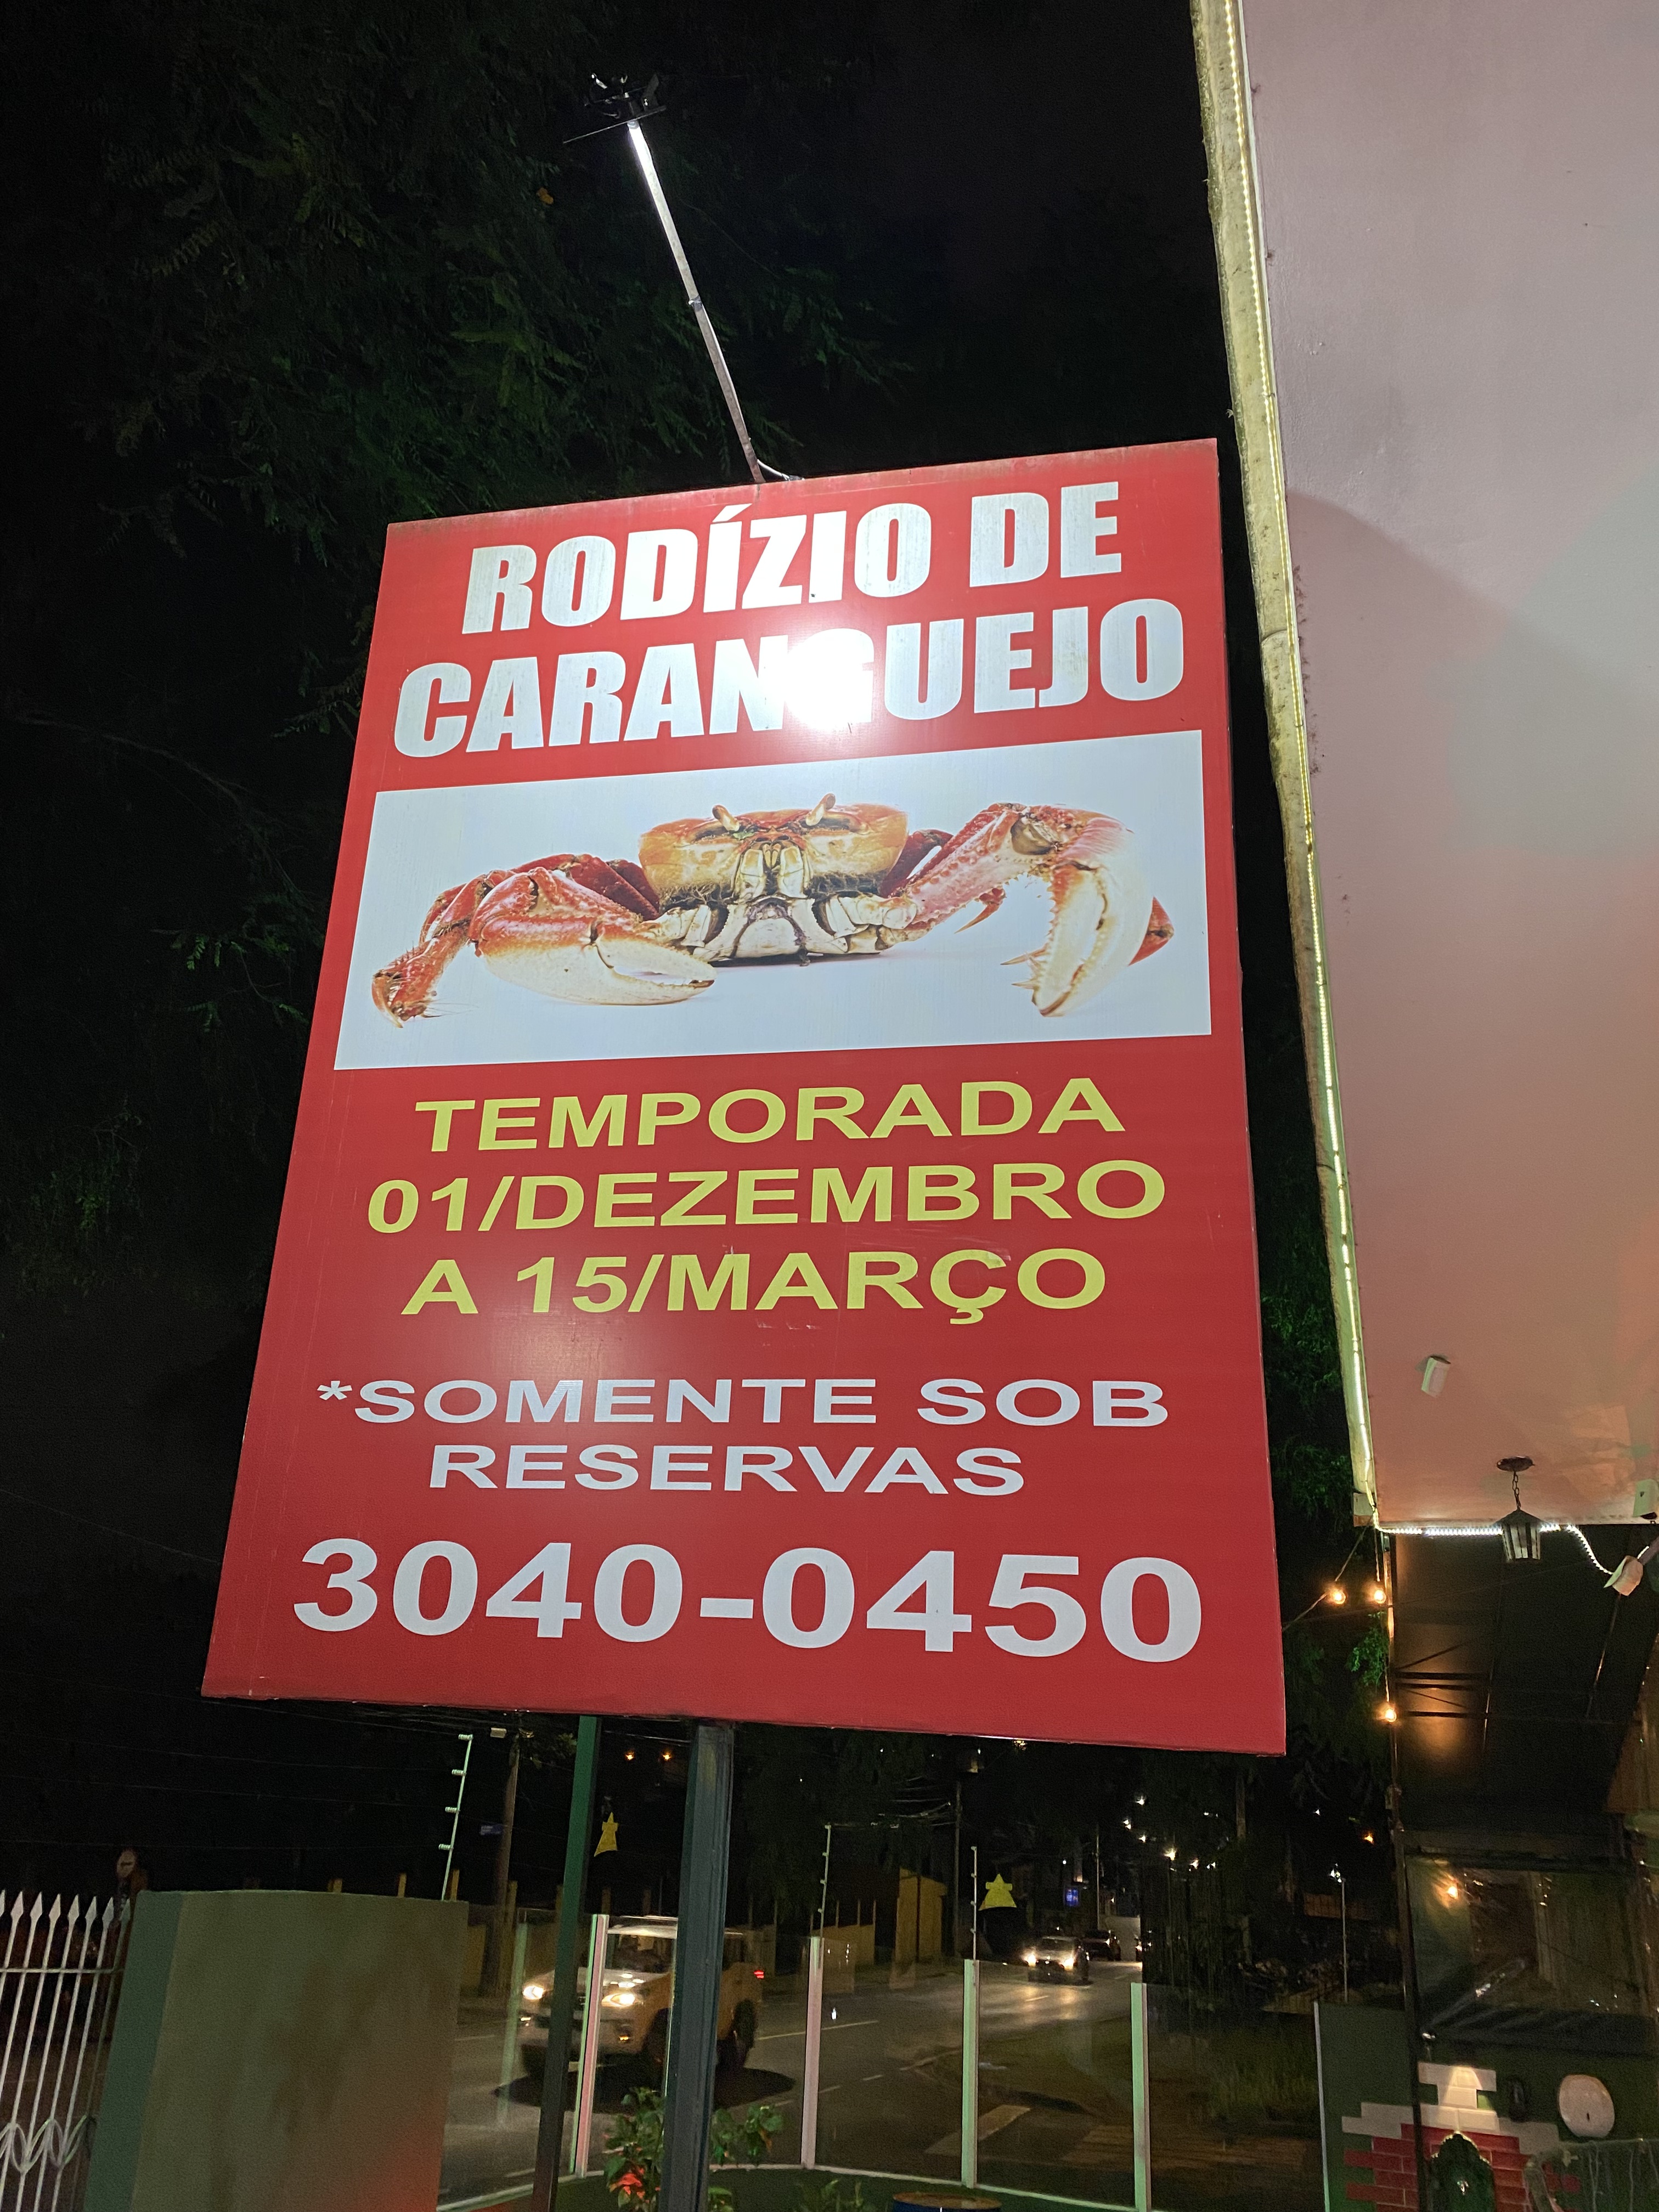 RODÍZIO DE
CARANGUEJO
TEMPORADA
01/DEZEMBRO
A 15/MARÇO
*SOMENTE SOB
RESERVAS
3040-0450